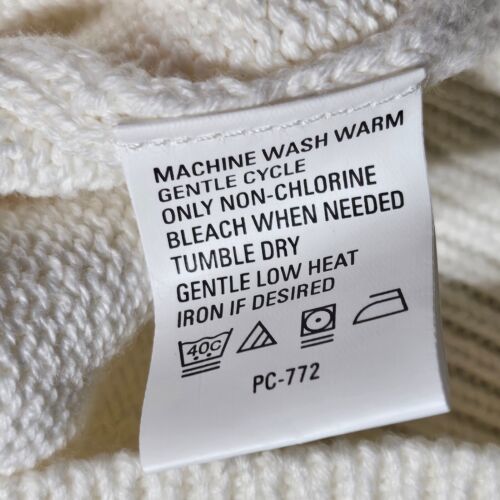 MACHINE WASH WARM
GENTLE CYCLE
ONLY NON-CHLORINE
BLEACH WHEN NEEDED
TUMBLE DRY
GENTLE LOW HEAT
IRON IF DESIRED
40C
PC-772